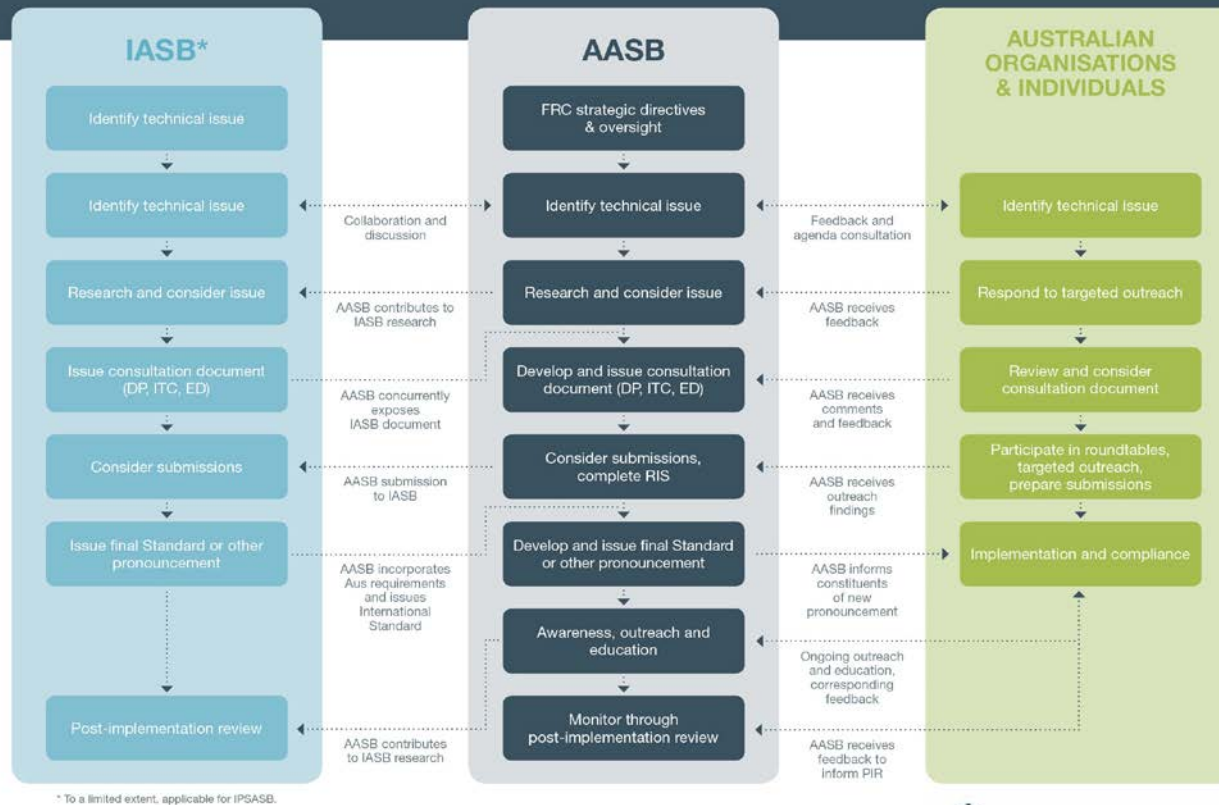 IASB*
Identify technical issue
Identify technical issue
Research and consider issue
Issue consultation document
(DP, ITC, ED)
Consider submissions
Issue final Standard or other
pronouncement
Post-implementation review
Collaboration and
discussion
AASB contributes to
IASB research
AASB concurrently
exposes
IASB document
AASB submission
to IASB
AASB incorporates
Aus requirements
and issues
International
Standard
AASB contributes
to IASB research
AASB
FRC strategic directives
& oversight
Identify technical issue
Research and consider issue
Develop and issue consultation
document (DP, ITC, ED)
Consider submissions,
complete RIS
Develop and issue final Standard
or other pronouncement
Awareness, outreach and
education
Monitor through
post-implementation review
Feedback and
agenda consultation
AASB receives
feedback
AASB receives
comments
and feedback
AASB receives
outreach
findings
AASB informs
constituents
of new
pronouncement
Ongoing outreach
and education,
corresponding
feedback
AASB receives
feedback to
inform PIR
AUSTRALIAN
ORGANISATIONS
& INDIVIDUALS
Identify technical issue
Respond to targeted outreach
Review and consider
consultation document
Participate in roundtables,
targeted outreach,
prepare submissions
Implementation and compliance
* To a limited extent, applicable for IPSASB.